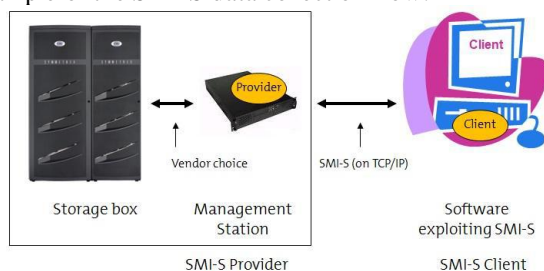 Client
Provider
Client
Vendor choice
SMI-S (on TCP/IP)
Storage box
Management
Station
Software
exploiting SMI-S
SMI-S Provider
SMI-S Client